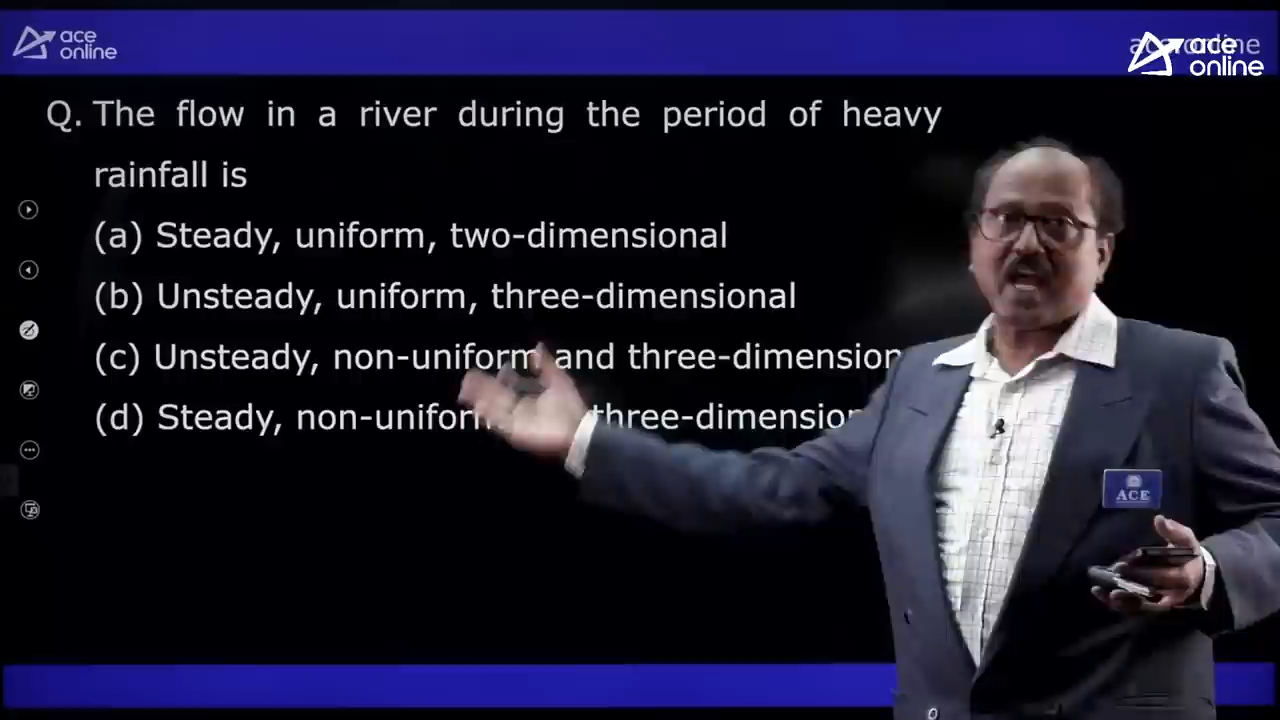 ace
online
ace
online
Q. The flow in a river during the period of heavy
rainfall is
(a) Steady, uniform, two-dimensional
(b) Unsteady, uniform, three-dimensional
(c) Unsteady, non-uniform and three-dimension
(d) Steady, non-uniform three-dimensio
ACE